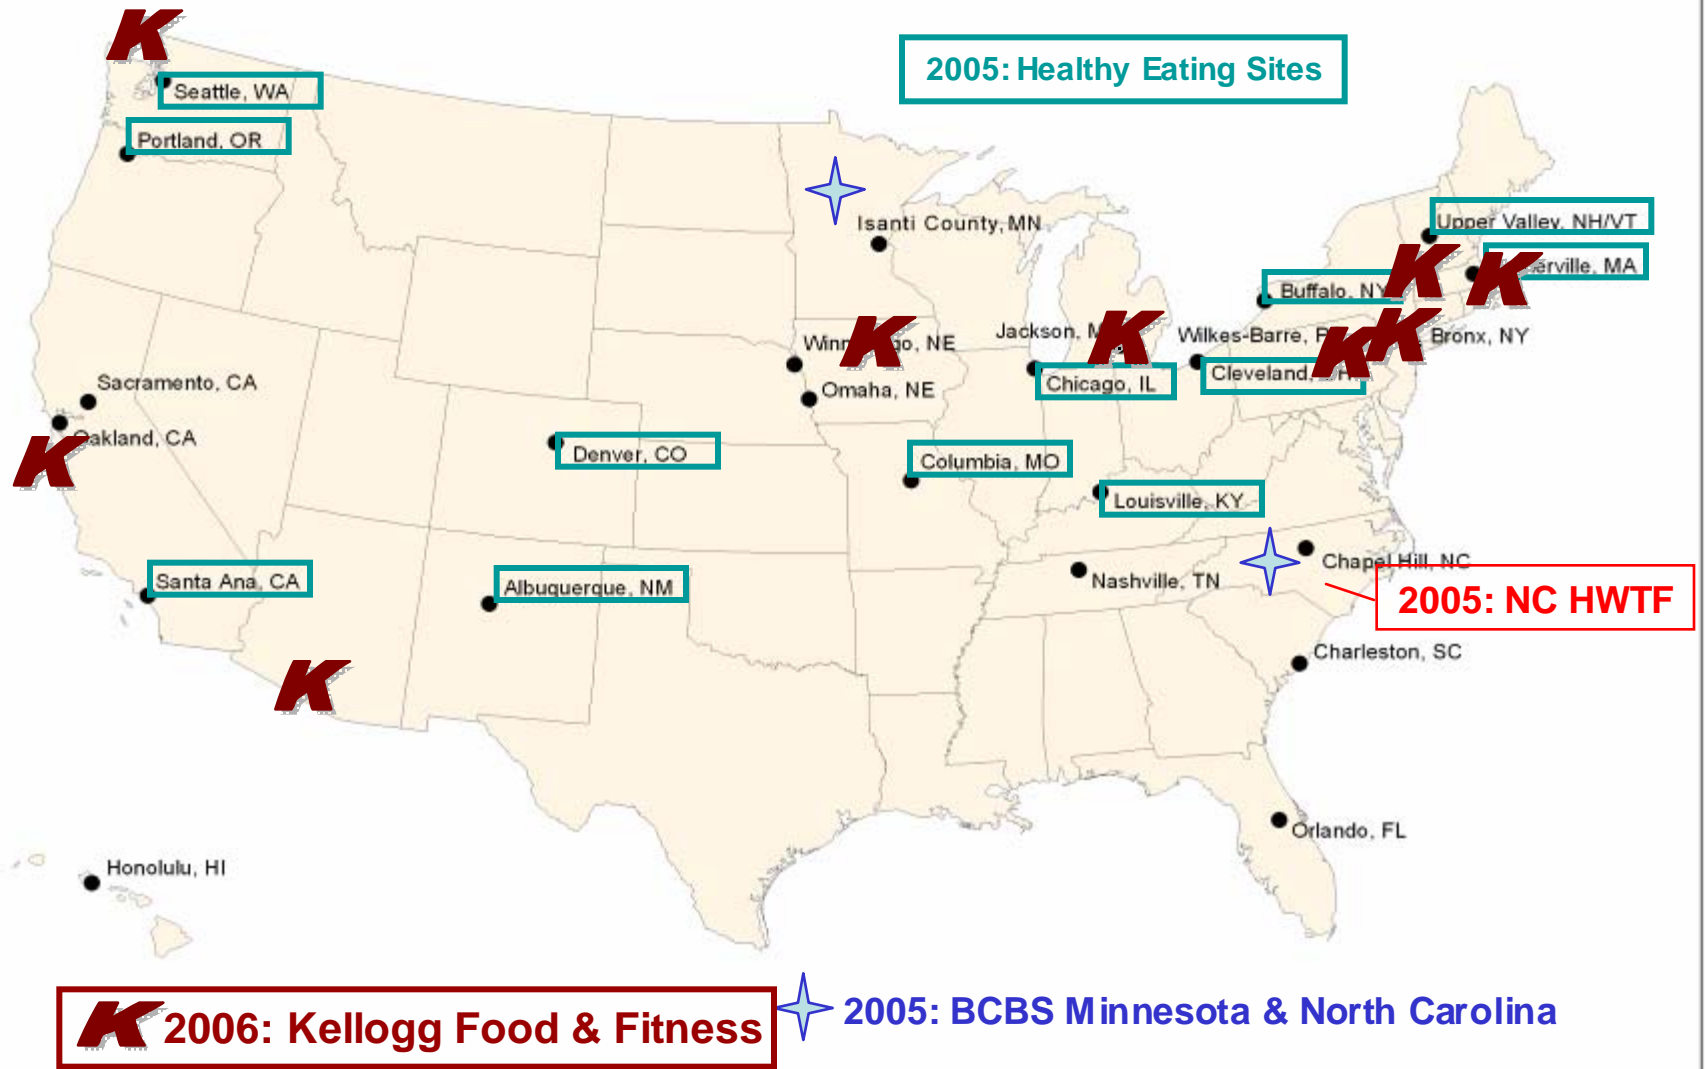 2005: Healthy Eating Sites
Seattle, WA
Portland, OR
Isanti County, MN
Upper Valley, NH/VT
MA
Buffalo, NY
Jackson,
Wilkes-Barre,
Bronx, NY
NE
Chicago, IL
Cleveland,
Omaha, NE
Sacramento, CA
Oakland, CA
Denver, CO
Columbia, MO
Louisville, KY
Chapel Hill, NC
Santa Ana, CA
Albuquerque, NM
Nashville, TN
2005: NC HWTF
Charleston, SC
Orlando, FL
Honolulu, HI
K 2006: Kellogg Food & Fitness
2005: BCBS Minnesota & North Carolina
K
K
K
K
K
K
K
K
K